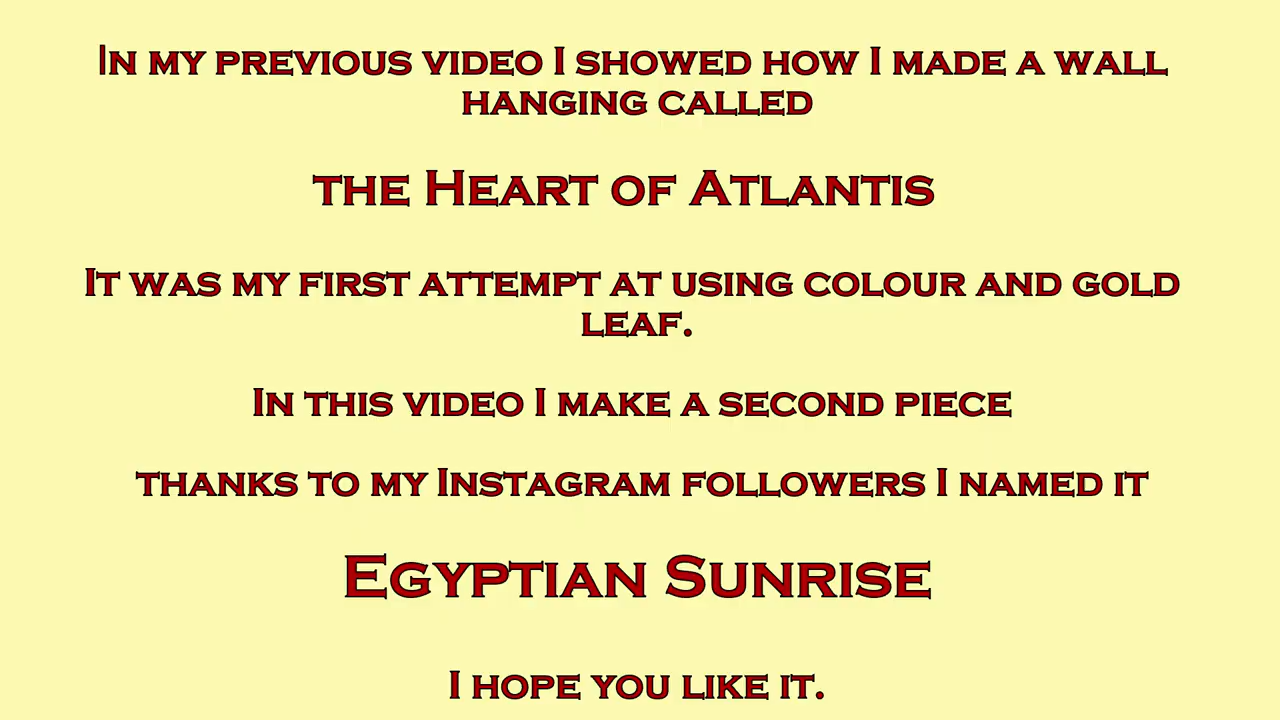 In my previous video I showed how I made a wall
hanging called
the Heart of Atlantis
It was my first attempt at using colour and gold
leaf.
In this video I make a second piece
thanks to my Instagram followers I named it
Egyptian Sunrise
I hope you like it.